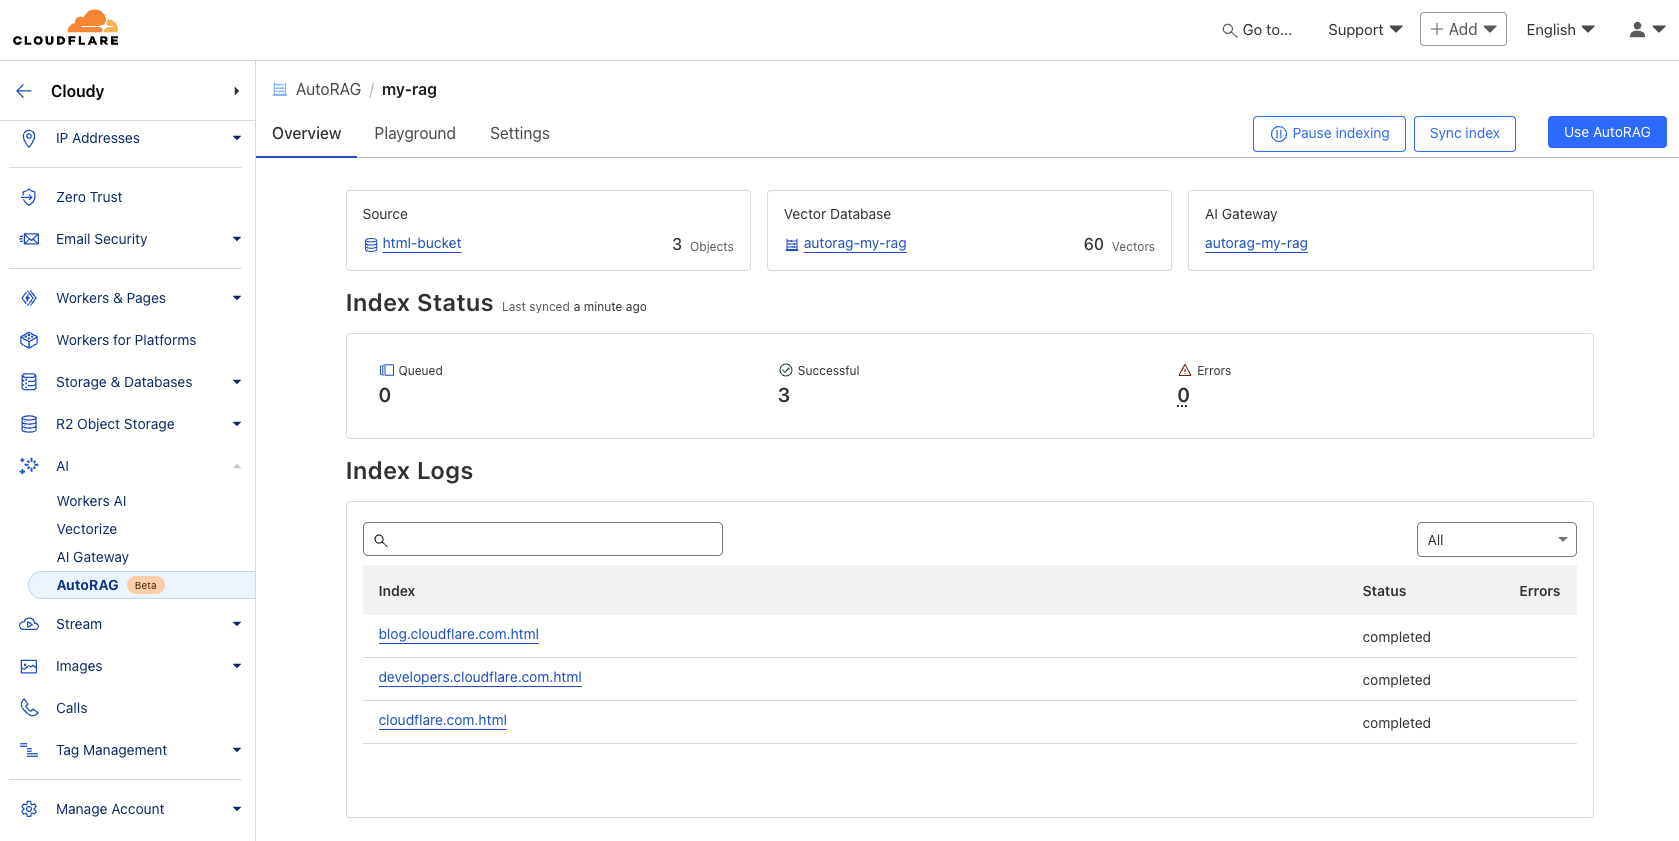 CLOUDFLARE
Go to...
Support
Add
English
Cloudy
IP Addresses
Zero Trust
Email Security
Workers & Pages
Workers for Platforms
Storage & Databases
R2 Object Storage
AI
Workers AI
Vectorize
AI Gateway
AutoRAG Beta
Stream
Images
Calls
Tag Management
Manage Account
AutoRAG / my-rag
Overview Playground Settings
Pause indexing
Sync index
Use AutoRAG
Source
html-bucket 3 Objects
Vector Database
autorag-my-rag 60 Vectors
AI Gateway
autorag-my-rag
Index Status Last synced a minute ago
Queued
0
Successful
3
Errors
0
Index Logs
All
Index Status Errors
blog.cloudflare.com.html completed
developers.cloudflare.com.html completed
cloudflare.com.html completed